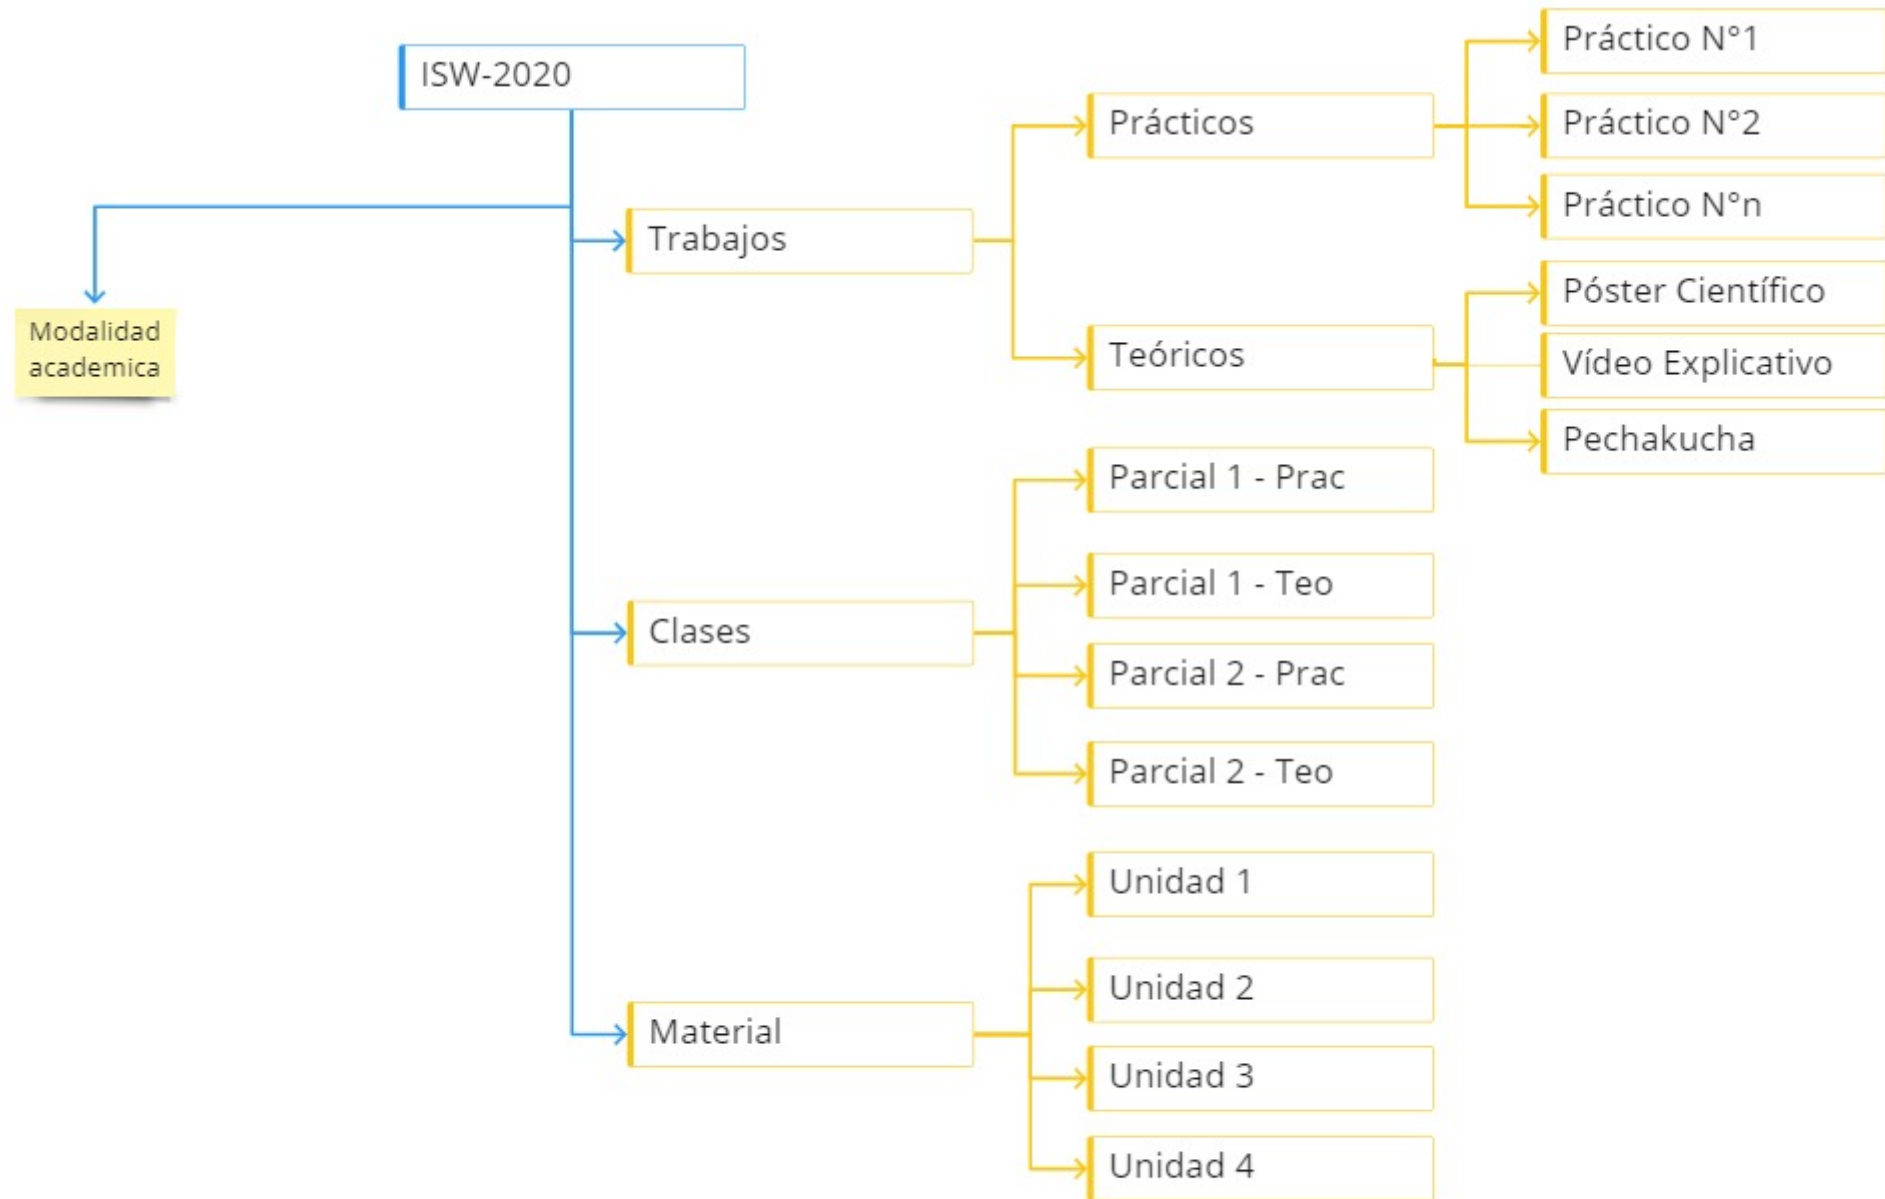 ISW-2020
Modalidad
academica
Trabajos
Prácticos
Práctico N°1
Práctico N°2
Práctico N°n
Teóricos
Póster Científico
Vídeo Explicativo
Pechakucha
Clases
Parcial 1 - Prac
Parcial 1 - Teo
Parcial 2 - Prac
Parcial 2 - Teo
Material
Unidad 1
Unidad 2
Unidad 3
Unidad 4